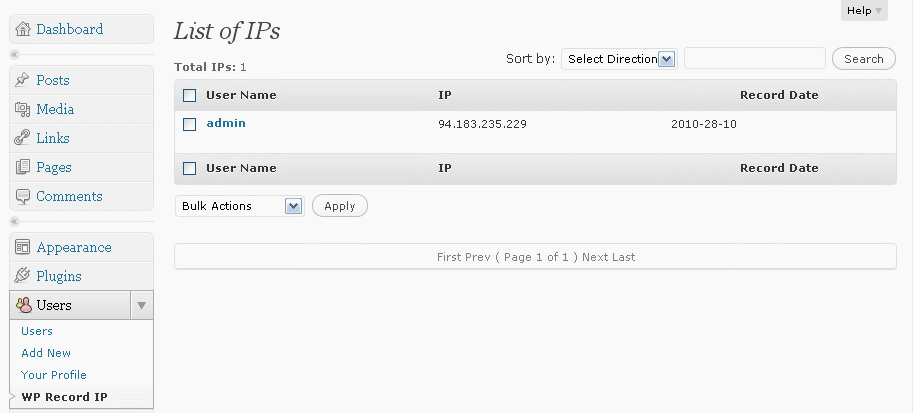 Help
Dashboard
Posts
Media
Links
Pages
Comments
Appearance
Plugins
Users
Users
Add New
Your Profile
WP Record IP
List of IPs
Total IPs: 1
Sort by: Select Direction Search
User Name IP Record Date
admin 94.183.235.229 2010-28-10
User Name IP Record Date
Bulk Actions Apply
First Prev ( Page 1 of 1 ) Next Last